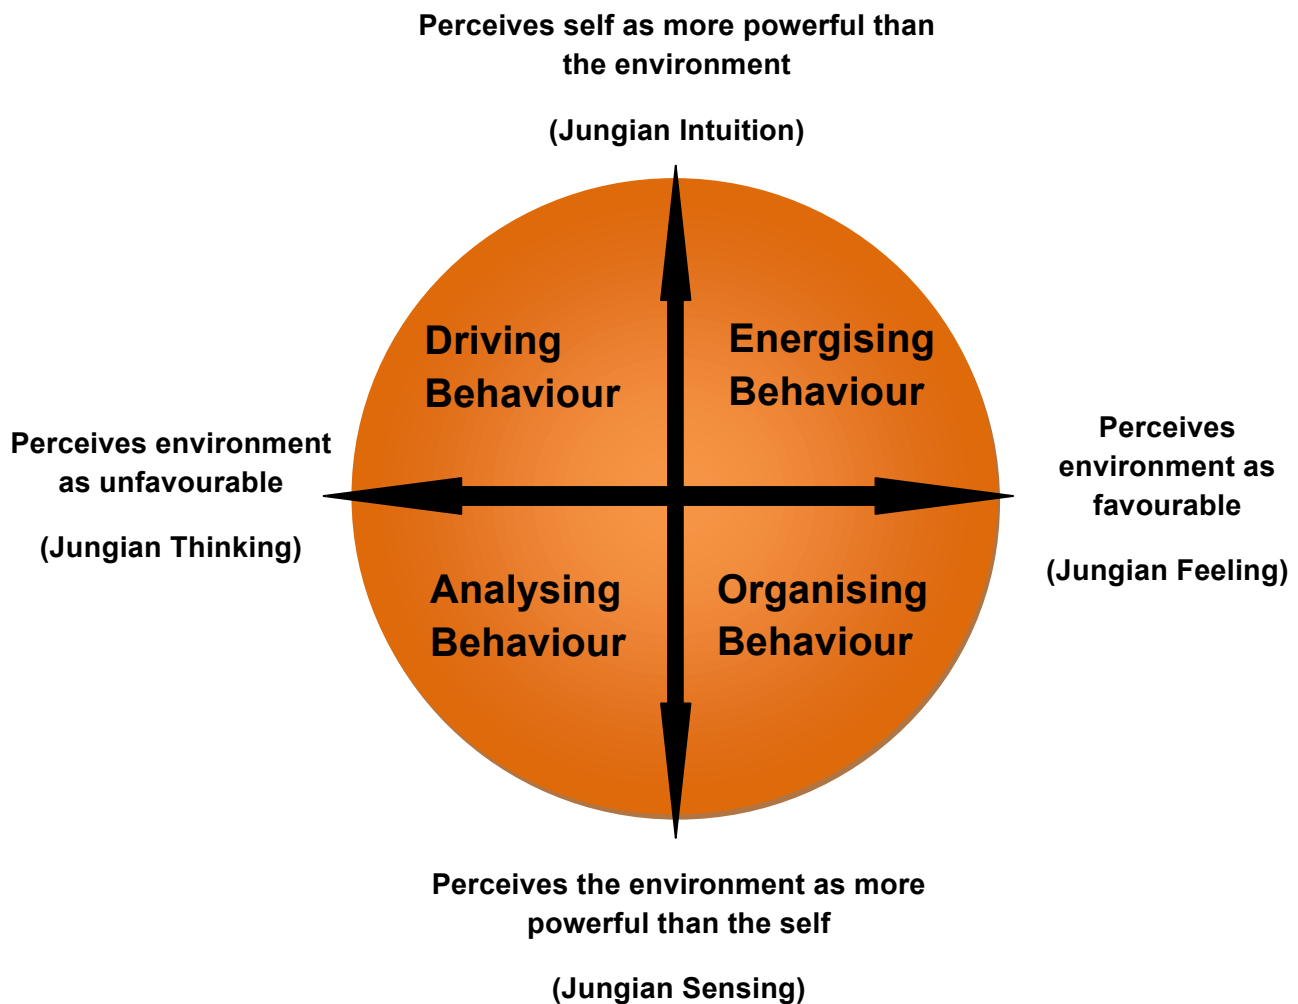 Perceives self as more powerful than
the environment
(Jungian Intuition)
Driving
Behaviour
Energising
Behaviour
Perceives environment
as unfavourable
(Jungian Thinking)
Perceives
environment as
favourable
(Jungian Feeling)
Analysing
Behaviour
Organising
Behaviour
Perceives the environment as more
powerful than the self
(Jungian Sensing)